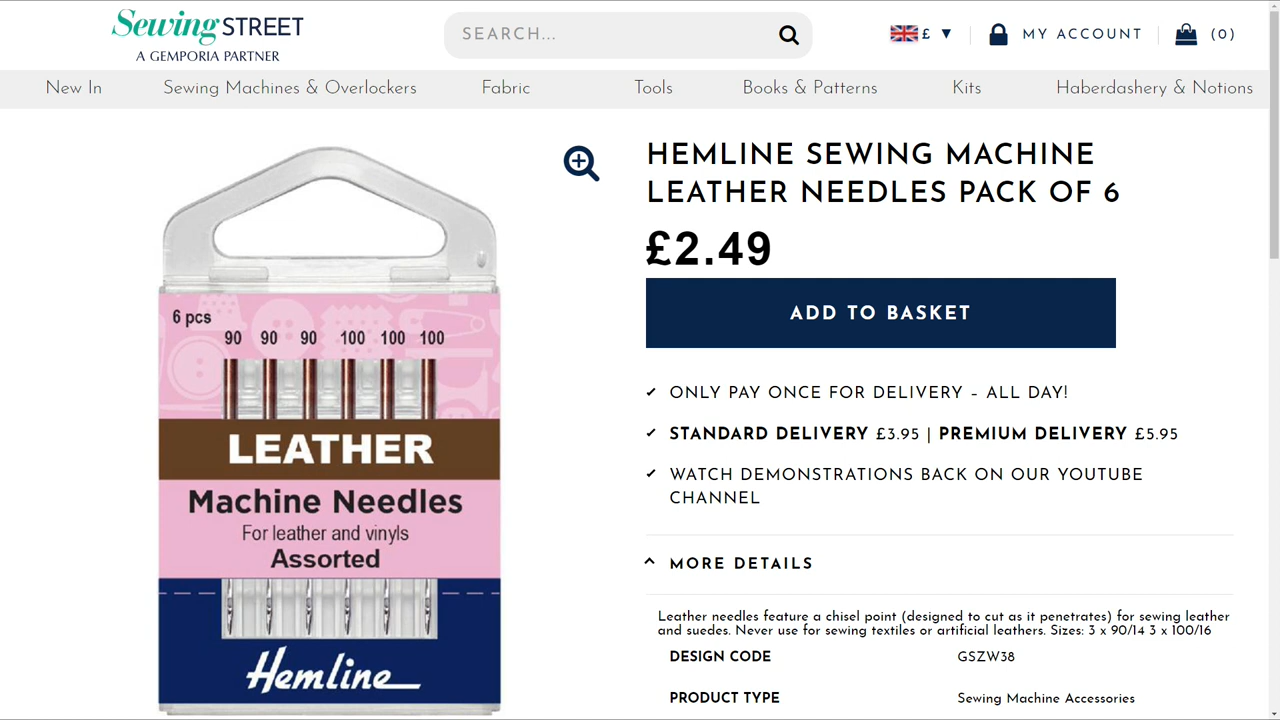 Sewing STREET
A GEMPORIA PARTNER
SEARCH...
£ ▼
MY ACCOUNT
(0)
New In
Sewing Machines & Overlockers
Fabric
Tools
Books & Patterns
Kits
Haberdashery & Notions
6 pcs
90 90 90 100 100 100
LEATHER
Machine Needles
For leather and vinyls
Assorted
Hemline
HEMLINE SEWING MACHINE
LEATHER NEEDLES PACK OF 6
£2.49
ADD TO BASKET
ONLY PAY ONCE FOR DELIVERY – ALL DAY!
STANDARD DELIVERY £3.95 | PREMIUM DELIVERY £5.95
WATCH DEMONSTRATIONS BACK ON OUR YOUTUBE
CHANNEL
MORE DETAILS
Leather needles feature a chisel point (designed to cut as it penetrates) for sewing leather
and suedes. Never use for sewing textiles or artificial leathers. Sizes: 3 x 90/14 3 x 100/16
DESIGN CODE GSZW38
PRODUCT TYPE Sewing Machine Accessories